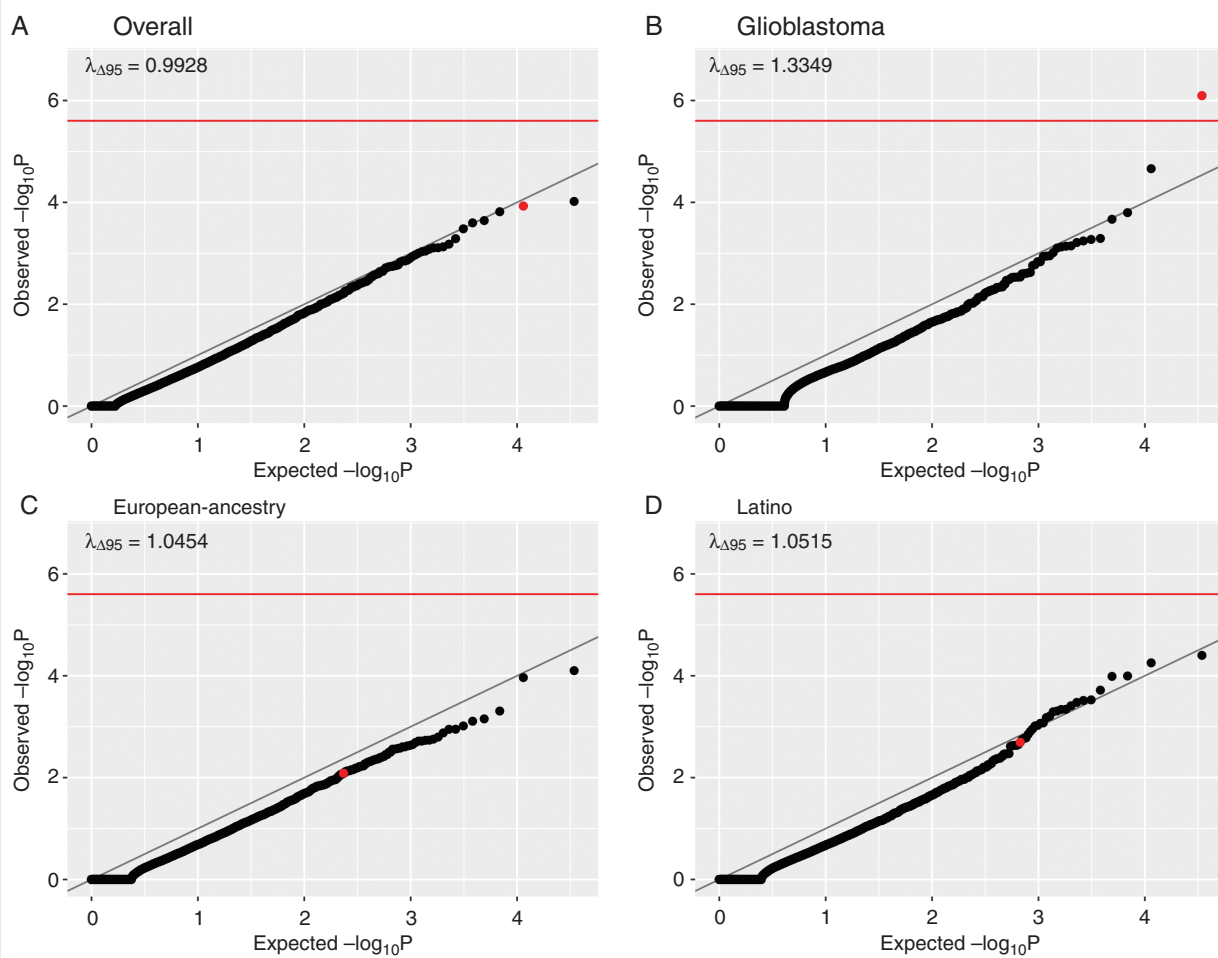 A Overall
λΔ95 = 0.9928
6
4
2
0
Observed –log10P
0 1 2 3 4
Expected –log10P
B Glioblastoma
λΔ95 = 1.3349
6
4
2
0
Observed –log10P
0 1 2 3 4
Expected –log10P
C European-ancestry
λΔ95 = 1.0454
6
4
2
0
Observed –log10P
0 1 2 3 4
Expected –log10P
D Latino
λΔ95 = 1.0515
6
4
2
0
Observed –log10P
0 1 2 3 4
Expected –log10P